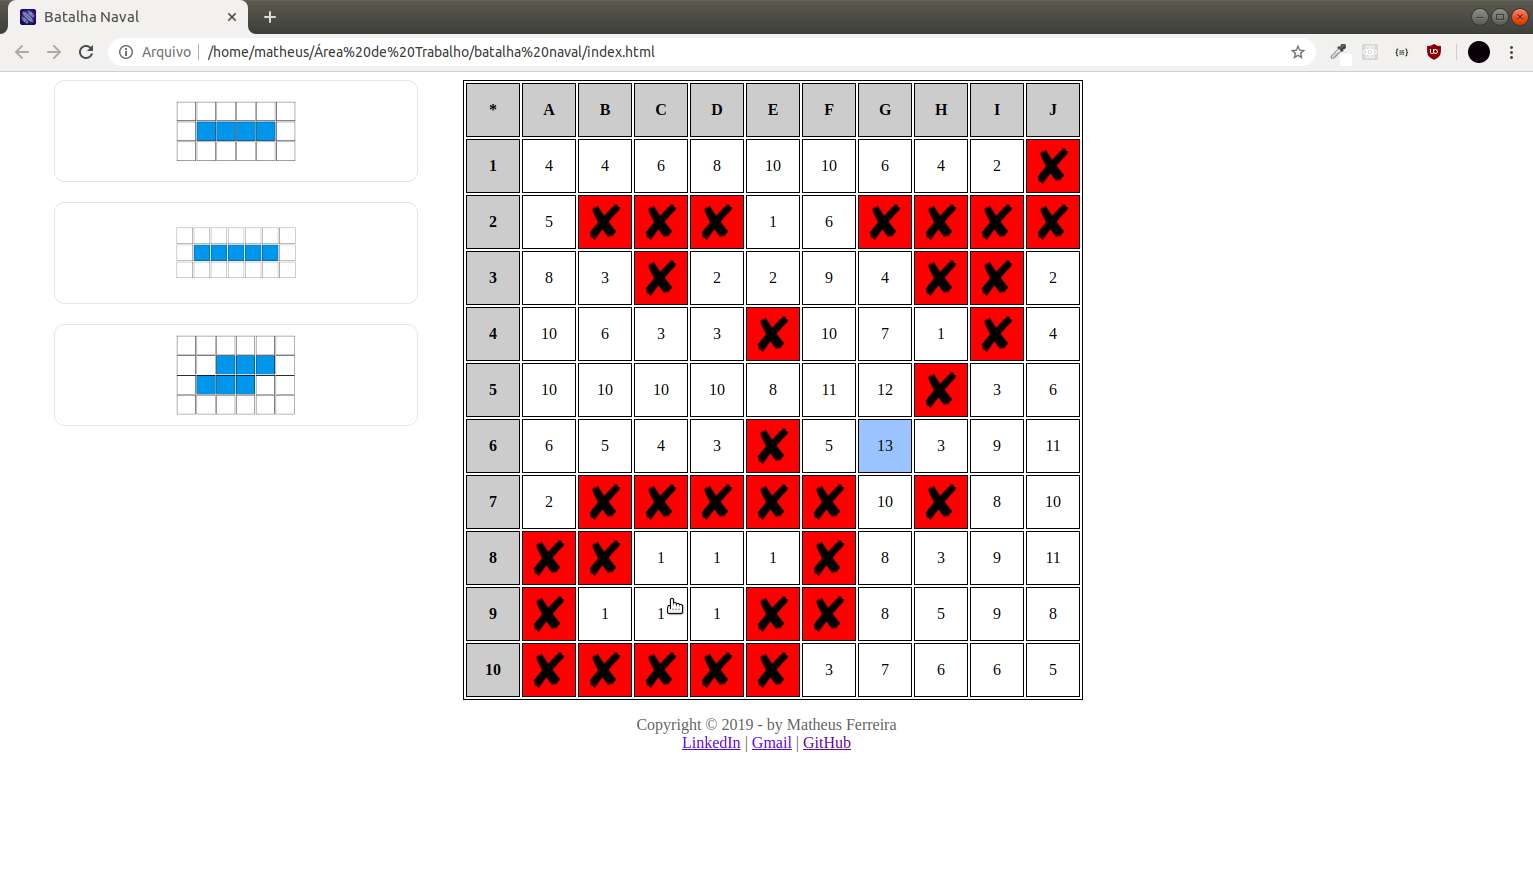 Batalha Naval
Arquivo /home/matheus/Área%20de%20Trabalho/batalha%20naval/index.html
* A B C D E F G H I J
1 4 4 6 8 10 10 6 4 2 ✘
2 5 ✘ ✘ ✘ 1 6 ✘ ✘ ✘ ✘
3 8 3 ✘ 2 2 9 4 ✘ ✘ 2
4 10 6 3 3 ✘ 10 7 1 ✘ 4
5 10 10 10 10 8 11 12 ✘ 3 6
6 6 5 4 3 ✘ 5 13 3 9 11
7 2 ✘ ✘ ✘ ✘ ✘ 10 ✘ 8 10
8 ✘ ✘ 1 1 1 ✘ 8 3 9 11
9 ✘ 1 1 1 ✘ ✘ 8 5 9 8
10 ✘ ✘ ✘ ✘ ✘ 3 7 6 6 5
Copyright © 2019 - by Matheus Ferreira
LinkedIn | Gmail | GitHub